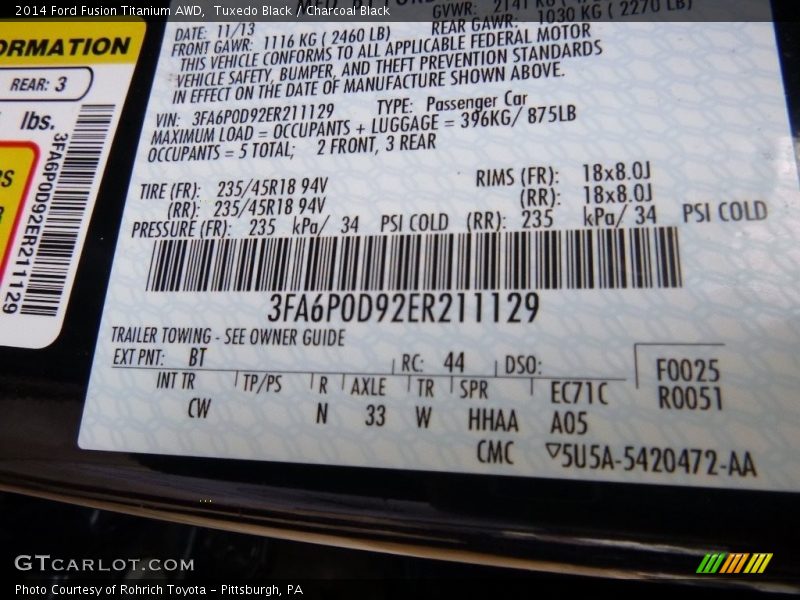 2014 Ford Fusion Titanium AWD, Tuxedo Black / Charcoal Black
GVWR: 2141 KG (
DATE: 11/13
REAR GAWR: 1030 KG ( 2270 LB)
FRONT GAWR: 1116 KG ( 2460 LB)
THIS VEHICLE CONFORMS TO ALL APPLICABLE FEDERAL MOTOR
VEHICLE SAFETY, BUMPER, AND THEFT PREVENTION STANDARDS
IN EFFECT ON THE DATE OF MANUFACTURE SHOWN ABOVE.
VIN: 3FA6P0D92ER211129 TYPE: Passenger Car
MAXIMUM LOAD = OCCUPANTS + LUGGAGE = 396KG/ 875LB
OCCUPANTS = 5 TOTAL; 2 FRONT, 3 REAR
TIRE (FR): 235/45R18 94V RIMS (FR): 18x8.0J
(RR): 235/45R18 94V (RR): 18x8.0J
PRESSURE (FR): 235 kPa/ 34 PSI COLD (RR): 235 kPa/ 34 PSI COLD
3FA6P0D92ER211129
TRAILER TOWING - SEE OWNER GUIDE
EXT PNT: BT RC: 44 DSO:
F0025
INT TR TP/PS R AXLE TR SPR EC71C
R0051
CW N 33 W HHAA A05
CMC ▽5U5A-5420472-AA
ORMATION
REAR: 3
lbs.
RS
3FA6P0D92ER211129
GTCARLOT.COM
Photo Courtesy of Rohrich Toyota - Pittsburgh, PA